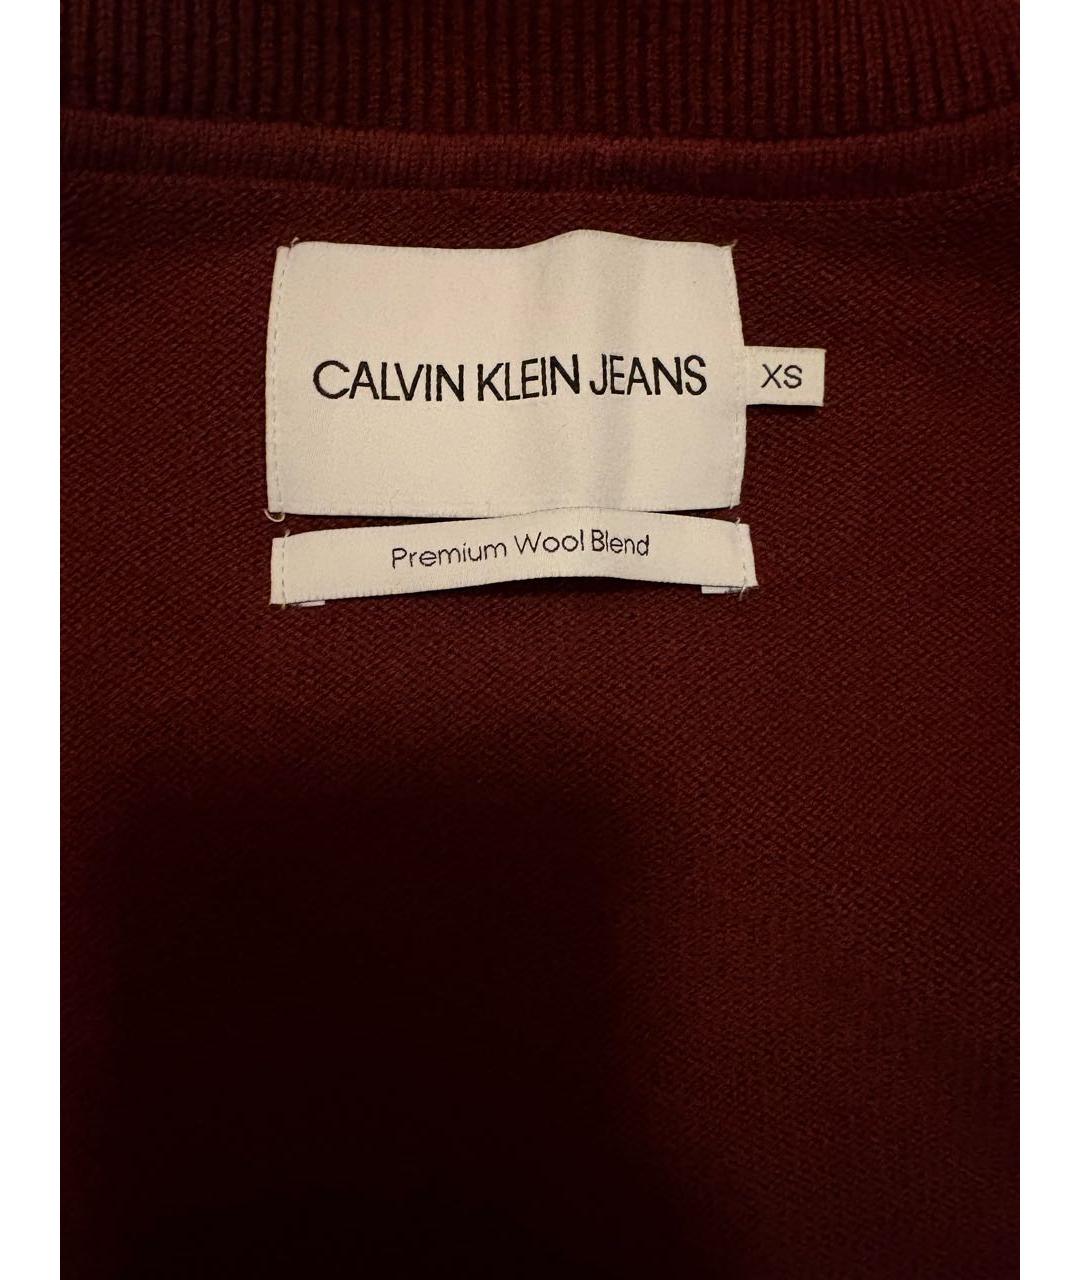 CALVIN KLEIN JEANS
XS
Premium Wool Blend